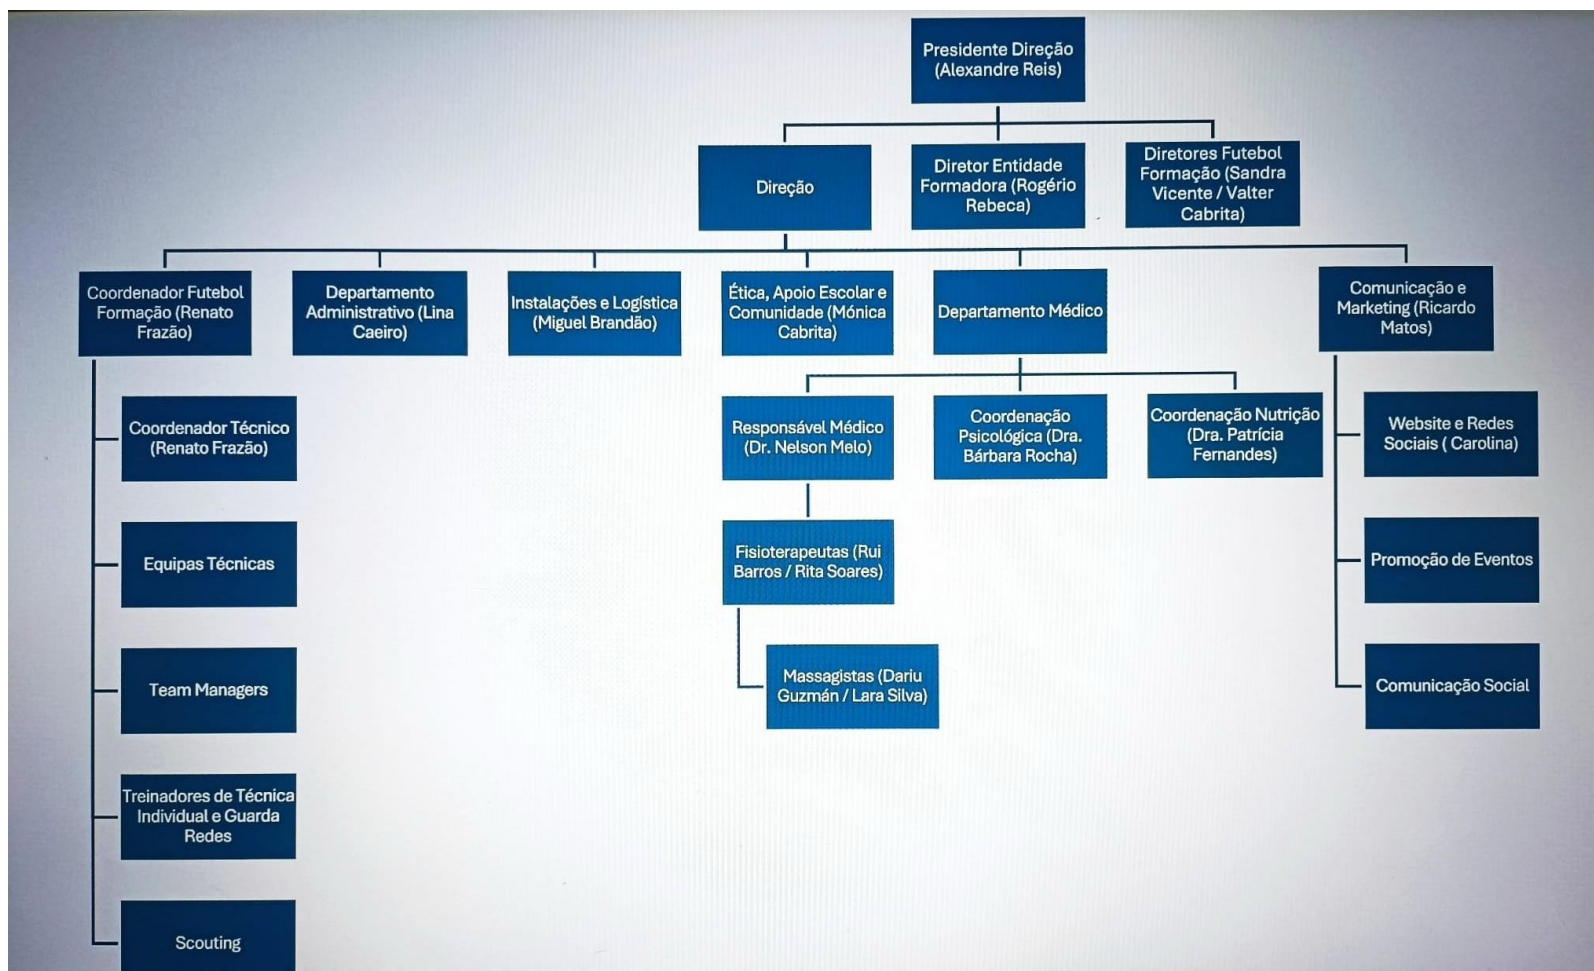 Presidente Direção
(Alexandre Reis)
Direção
Diretor Entidade
Formadora (Rogério
Rebeca)
Diretores Futebol
Formação (Sandra
Vicente / Valter
Cabrita)
Coordenador Futebol
Formação (Renato
Frazão)
Departamento
Administrativo (Lina
Caeiro)
Instalações e Logística
(Miguel Brandão)
Ética, Apoio Escolar e
Comunidade (Mónica
Cabrita)
Departamento Médico
Comunicação e
Marketing (Ricardo
Matos)
Coordenador Técnico
(Renato Frazão)
Responsável Médico
(Dr. Nelson Melo)
Coordenação
Psicológica (Dra.
Bárbara Rocha)
Coordenação Nutrição
(Dra. Patrícia
Fernandes)
Website e Redes
Sociais ( Carolina)
Equipas Técnicas
Fisioterapeutas (Rui
Barros / Rita Soares)
Promoção de Eventos
Team Managers
Massagistas (Dariu
Guzmán / Lara Silva)
Comunicação Social
Treinadores de Técnica
Individual e Guarda
Redes
Scouting